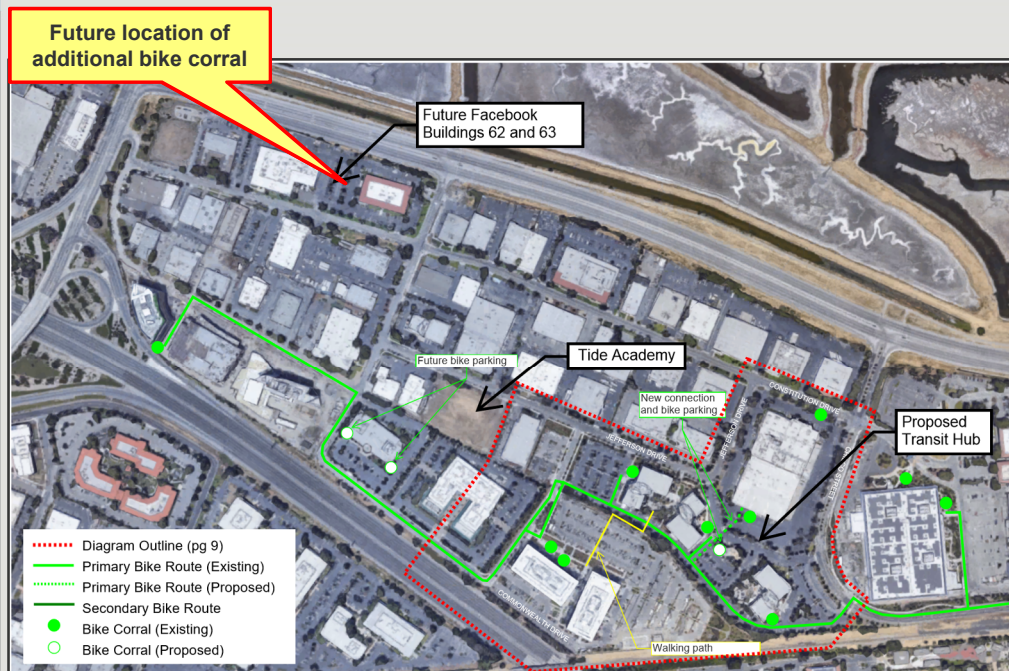 Future location of
additional bike corral
Future Facebook
Buildings 62 and 63
Tide Academy
Future bike parking
New connection
and bike parking
CONSTITUTION DRIVE
JEFFERSON DRIVE
JEFFERSON DRIVE
Proposed
Transit Hub
COMMONWEALTH DRIVE
Walking path
Diagram Outline (pg 9)
Primary Bike Route (Existing)
Primary Bike Route (Proposed)
Secondary Bike Route
Bike Corral (Existing)
Bike Corral (Proposed)